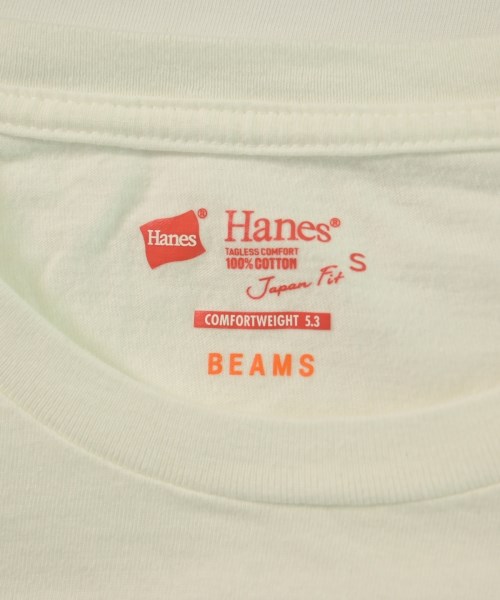 Hanes®
Hanes®
TAGLESS COMFORT
100% COTTON
S
Japan Fit
COMFORTWEIGHT 5.3
BEAMS